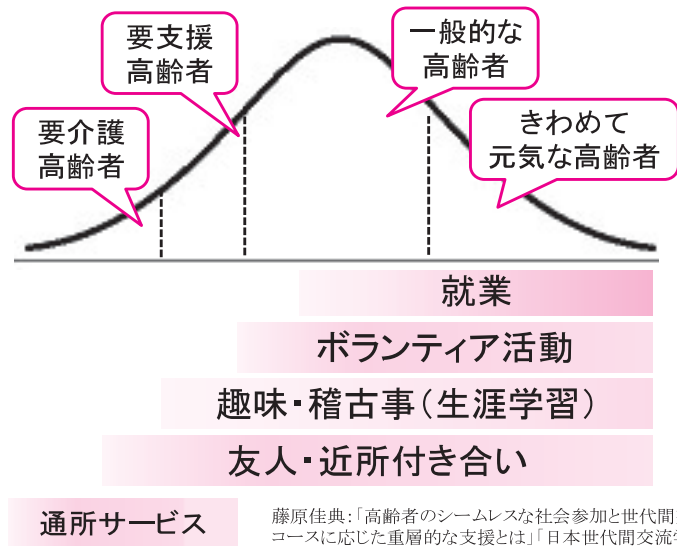 要支援
高齢者
一般的な
高齢者
要介護
高齢者
きわめて
元気な高齢者
就業
ボランティア活動
趣味・稽古事(生涯学習)
友人・近所付き合い
通所サービス
藤原佳典:「高齢者のシームレスな社会参加と世代間
コースに応じた重層的な支援とは」「日本世代間交流学